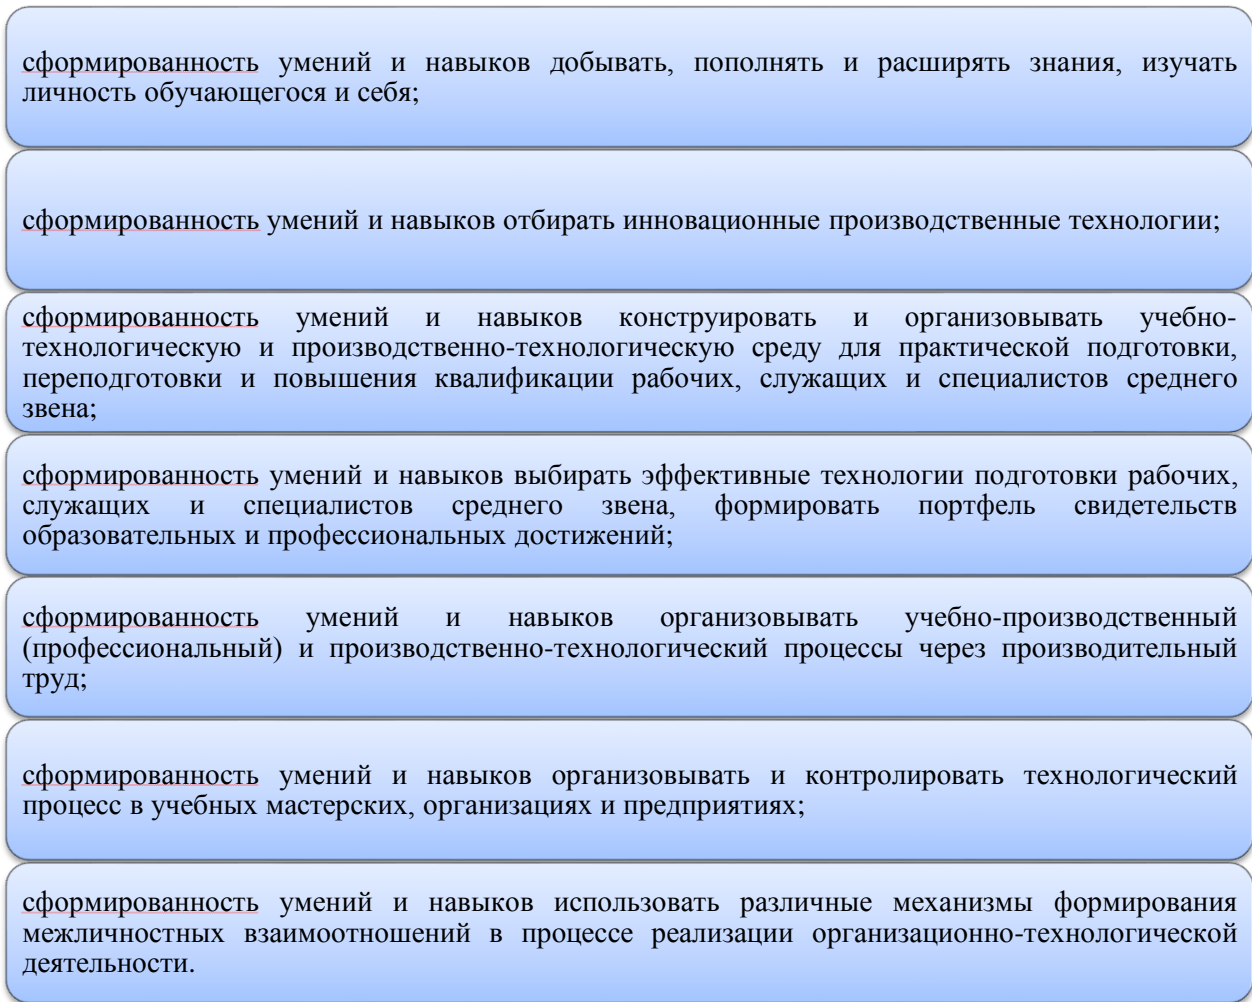 сформированность умений и навыков добывать, пополнять и расширять знания, изучать
личность обучающегося и себя;
сформированность умений и навыков отбирать инновационные производственные технологии;
сформированность умений и навыков конструировать и организовывать учебно-
технологическую и производственно-технологическую среду для практической подготовки,
переподготовки и повышения квалификации рабочих, служащих и специалистов среднего
звена;
сформированность умений и навыков выбирать эффективные технологии подготовки рабочих,
служащих и специалистов среднего звена, формировать портфель свидетельств
образовательных и профессиональных достижений;
сформированность умений и навыков организовывать учебно-производственный
(профессиональный) и производственно-технологический процессы через производительный
труд;
сформированность умений и навыков организовывать и контролировать технологический
процесс в учебных мастерских, организациях и предприятиях;
сформированность умений и навыков использовать различные механизмы формирования
межличностных взаимоотношений в процессе реализации организационно-технологической
деятельности.